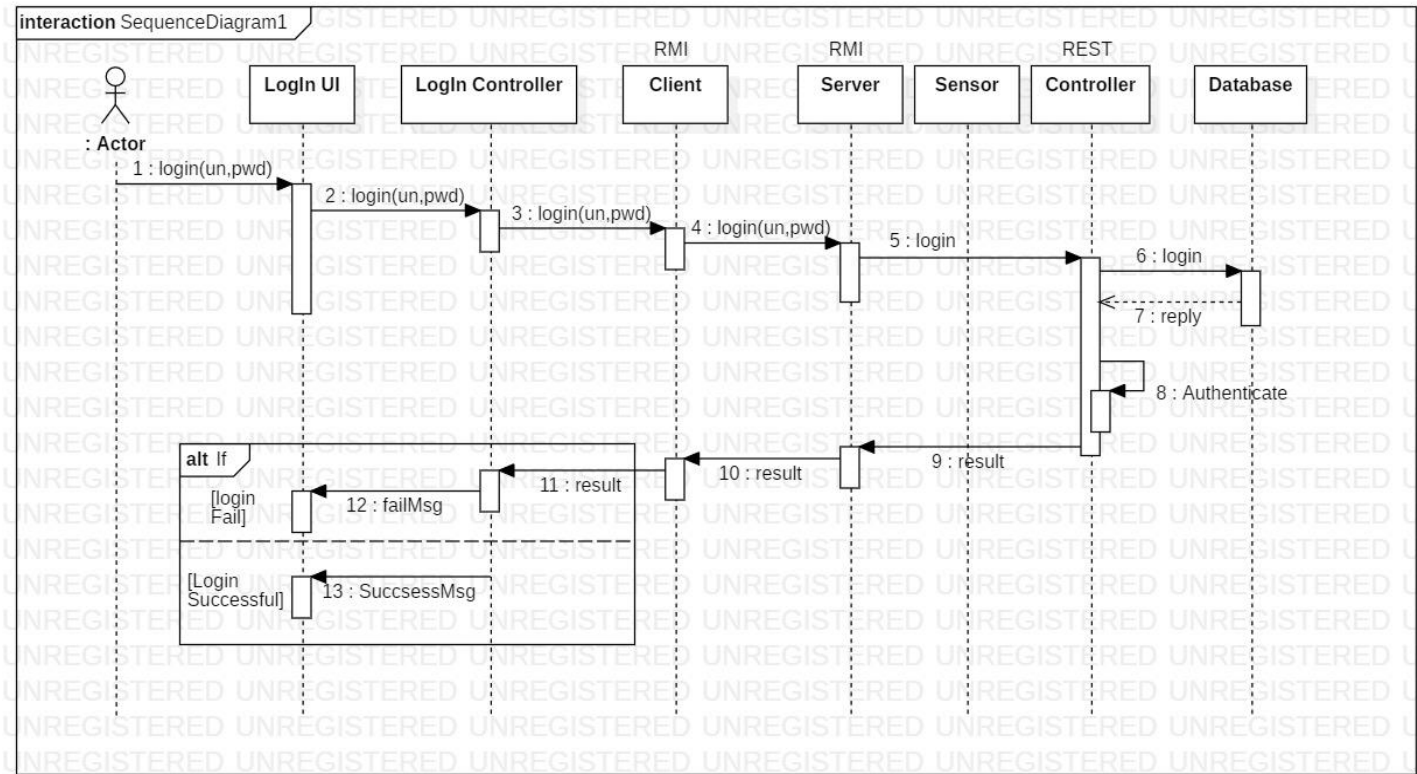 interaction SequenceDiagram1
RMI RMI REST
LogIn UI LogIn Controller Client Server Sensor Controller Database
: Actor
1 : login(un,pwd)
2 : login(un,pwd)
3 : login(un,pwd)
4 : login(un,pwd)
5 : login
6 : login
7 : reply
8 : Authenticate
9 : result
10 : result
11 : result
alt If
[login
Fail]
12 : failMsg
[Login
Successful]
13 : SuccsessMsg
UNREGISTERED